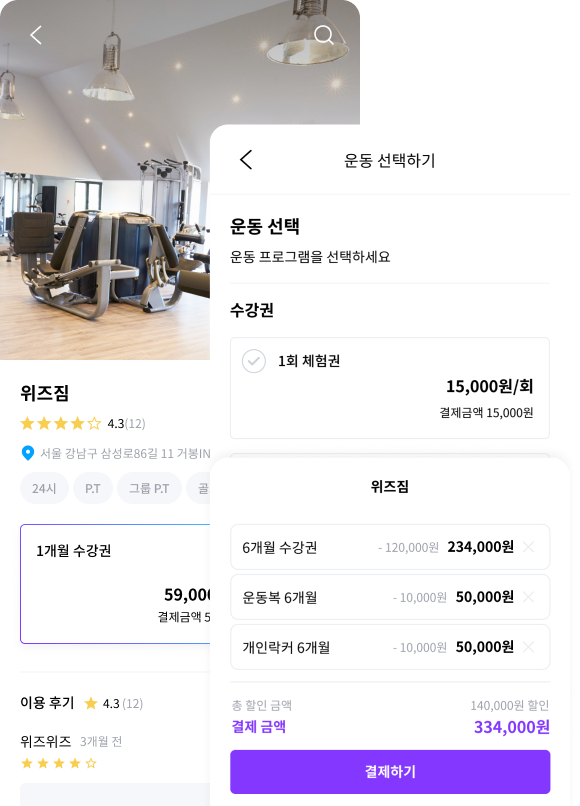 위즈짐
4.3(12)
서울 강남구 삼성로86길 11 거봉IN
24시 P.T 그룹 P.T 골
1개월 수강권
59,00
결제금액 5
이용 후기 4.3 (12)
위즈위즈 3개월 전
운동 선택하기
운동 선택
운동 프로그램을 선택하세요
수강권
1회 체험권
15,000원/회
결제금액 15,000원
위즈짐
6개월 수강권 - 120,000원 234,000원
운동복 6개월 - 10,000원 50,000원
개인락커 6개월 - 10,000원 50,000원
총 할인 금액 140,000원 할인
결제 금액 334,000원
결제하기